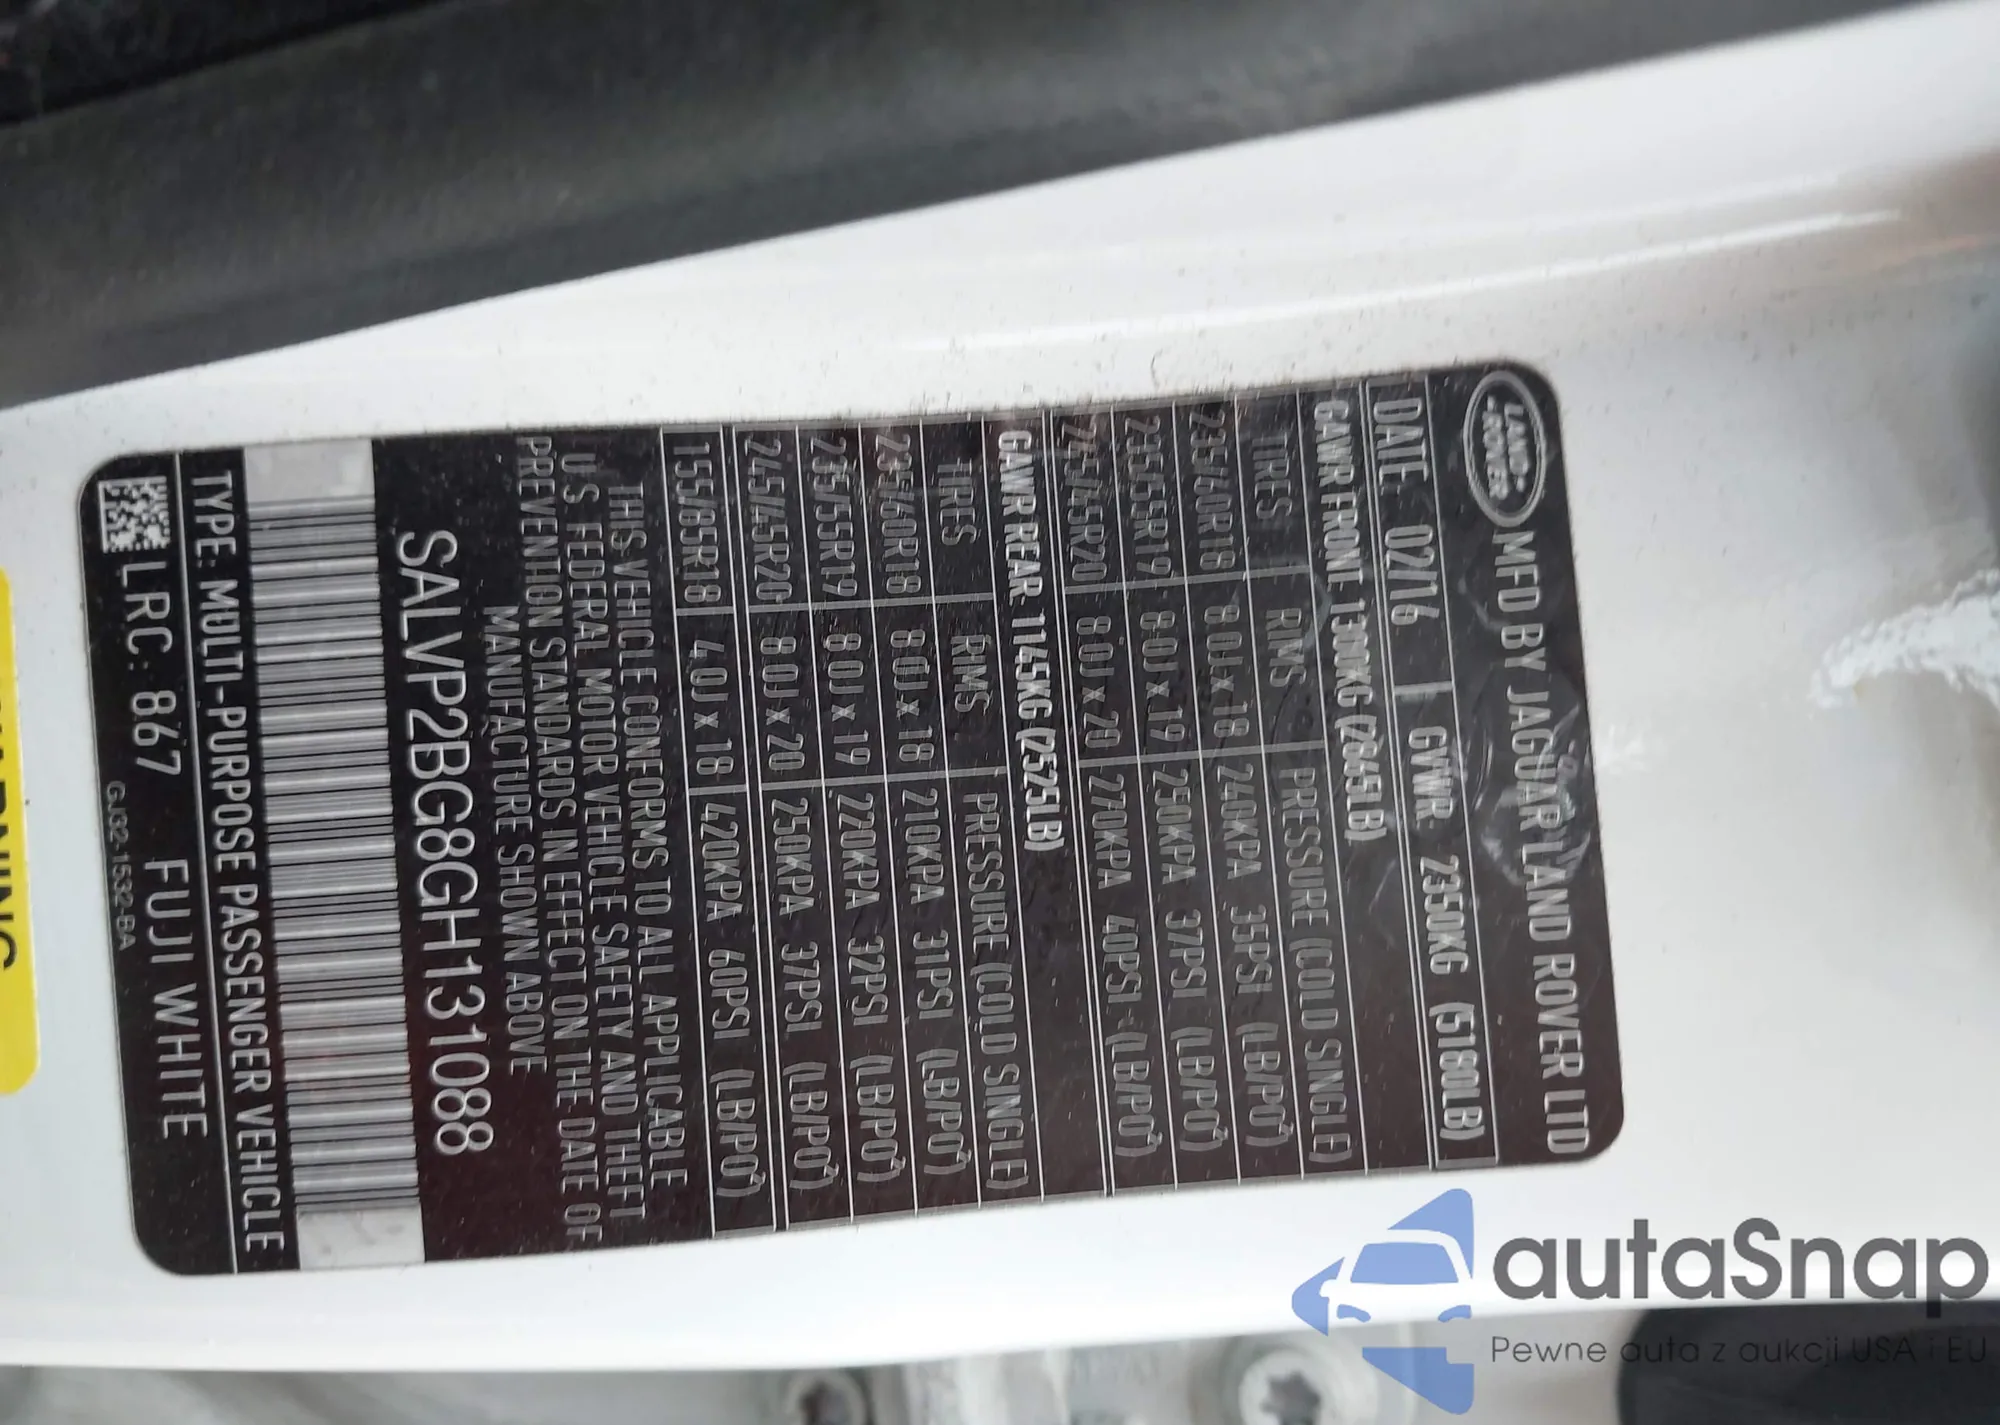 LAND-
-ROVER
MFD BY JAGUAR LAND ROVER LTD
DATE 02/16 GVWR- 2350KG (5180LB)
GAWR FRONT- 1300KG (2865LB)
TIRES RIMS PRESSURE (COLD SINGLE)
235/60R18 8.0J x 18 240KPA 35PSI (LB/PO²)
235/55R19 8.0J x 19 250KPA 37PSI (LB/PO²)
245/45R20 8.0J x 20 270KPA 40PSI (LB/PO²)
GAWR REAR- 1145KG (2525LB)
TIRES RIMS PRESSURE (COLD SINGLE)
235/60R18 8.0J x 18 210KPA 31PSI (LB/PO²)
235/55R19 8.0J x 19 220KPA 32PSI (LB/PO²)
245/45R20 8.0J x 20 250KPA 37PSI (LB/PO²)
155/85R18 4.0J x 18 420KPA 60PSI (LB/PO²)
THIS VEHICLE CONFORMS TO ALL APPLICABLE
U.S. FEDERAL MOTOR VEHICLE SAFETY AND THEFT
PREVENTION STANDARDS IN EFFECT ON THE DATE OF
MANUFACTURE SHOWN ABOVE
SALVP2BG8GH131088
TYPE: MULTI-PURPOSE PASSENGER VEHICLE
LRC: 867 FUJI WHITE
GJ32-1532-BA
autaSnap
Pewne auta z aukcji USA i EU